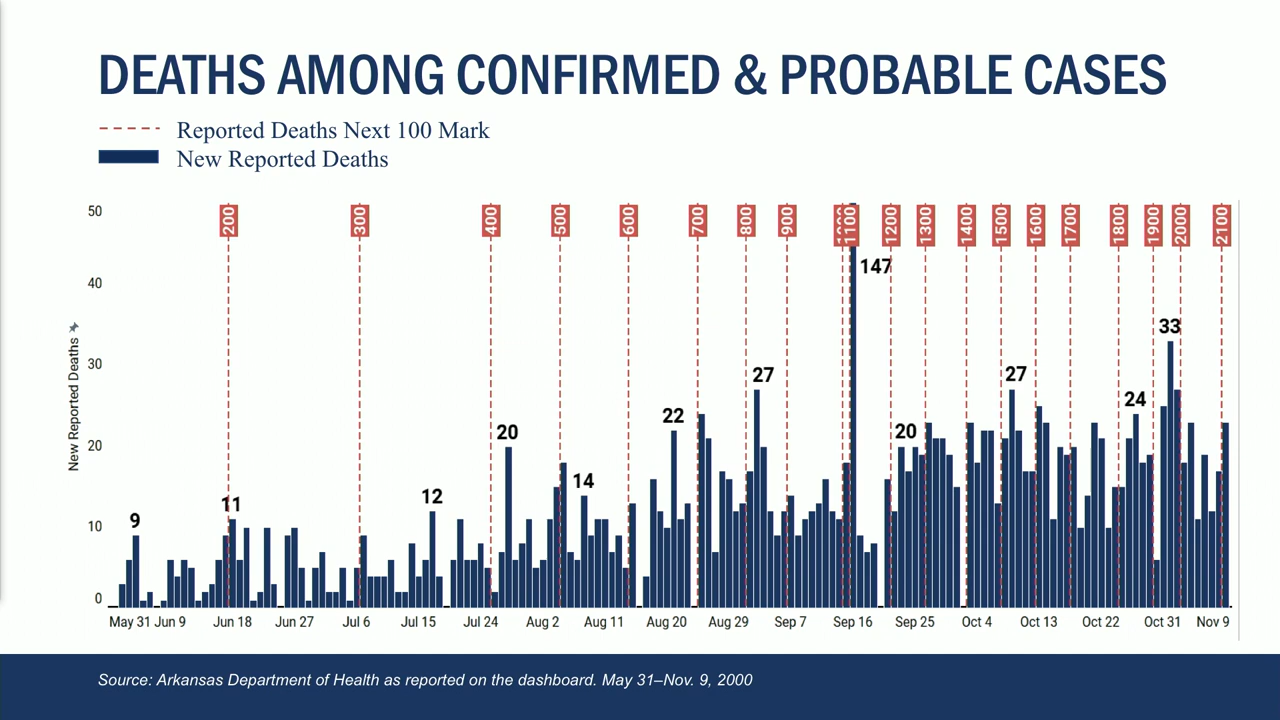 DEATHS AMONG CONFIRMED & PROBABLE CASES
Reported Deaths Next 100 Mark
New Reported Deaths
200 300 400 500 600 700 800 900 1100 1200 1300 1400 1500 1600 1700 1800 1900 2000 2100
50
40
30
20
10
0
New Reported Deaths
9 11 12 20 14 22 27 147 20 27 24 33
May 31 Jun 9 Jun 18 Jun 27 Jul 6 Jul 15 Jul 24 Aug 2 Aug 11 Aug 20 Aug 29 Sep 7 Sep 16 Sep 25 Oct 4 Oct 13 Oct 22 Oct 31 Nov 9
Source: Arkansas Department of Health as reported on the dashboard. May 31–Nov. 9, 2000